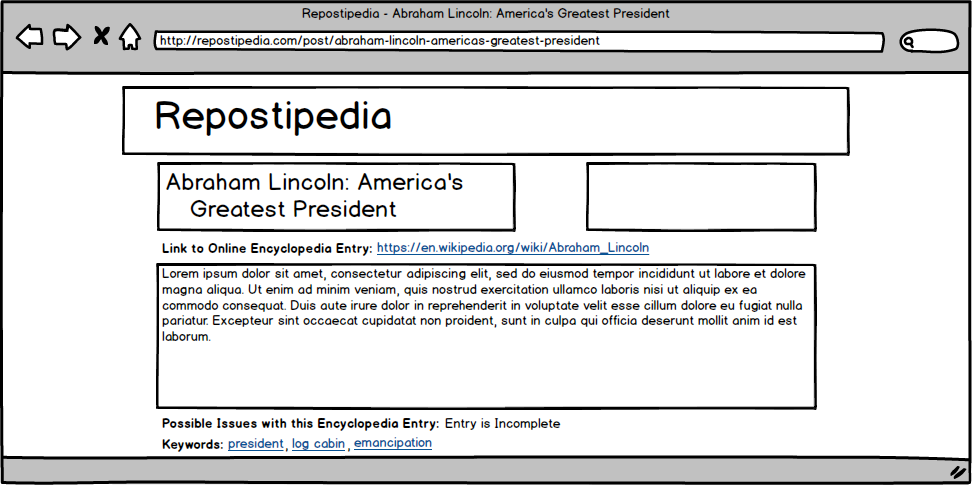 Repostipedia - Abraham Lincoln: America's Greatest President
http://repostipedia.com/post/abraham-lincoln-americas-greatest-president
Repostipedia
Abraham Lincoln: America's
Greatest President
Link to Online Encyclopedia Entry: https://en.wikipedia.org/wiki/Abraham_Lincoln
Lorem ipsum dolor sit amet, consectetur adipiscing elit, sed do eiusmod tempor incididunt ut labore et dolore
magna aliqua. Ut enim ad minim veniam, quis nostrud exercitation ullamco laboris nisi ut aliquip ex ea
commodo consequat. Duis aute irure dolor in reprehenderit in voluptate velit esse cillum dolore eu fugiat nulla
pariatur. Excepteur sint occaecat cupidatat non proident, sunt in culpa qui officia deserunt mollit anim id est
laborum.
Possible Issues with this Encyclopedia Entry: Entry is Incomplete
Keywords: president, log cabin, emancipation